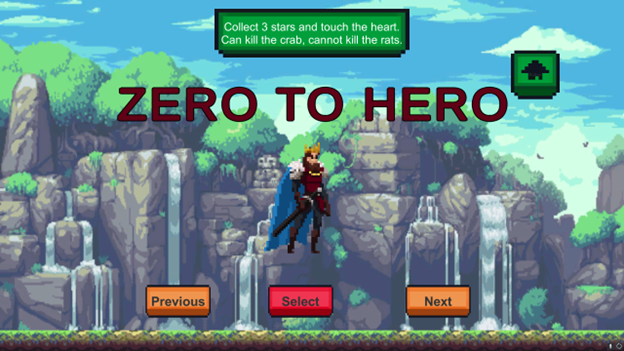 Collect 3 stars and touch the heart.
Can kill the crab, cannot kill the rats.
ZERO TO HERO
Previous
Select
Next